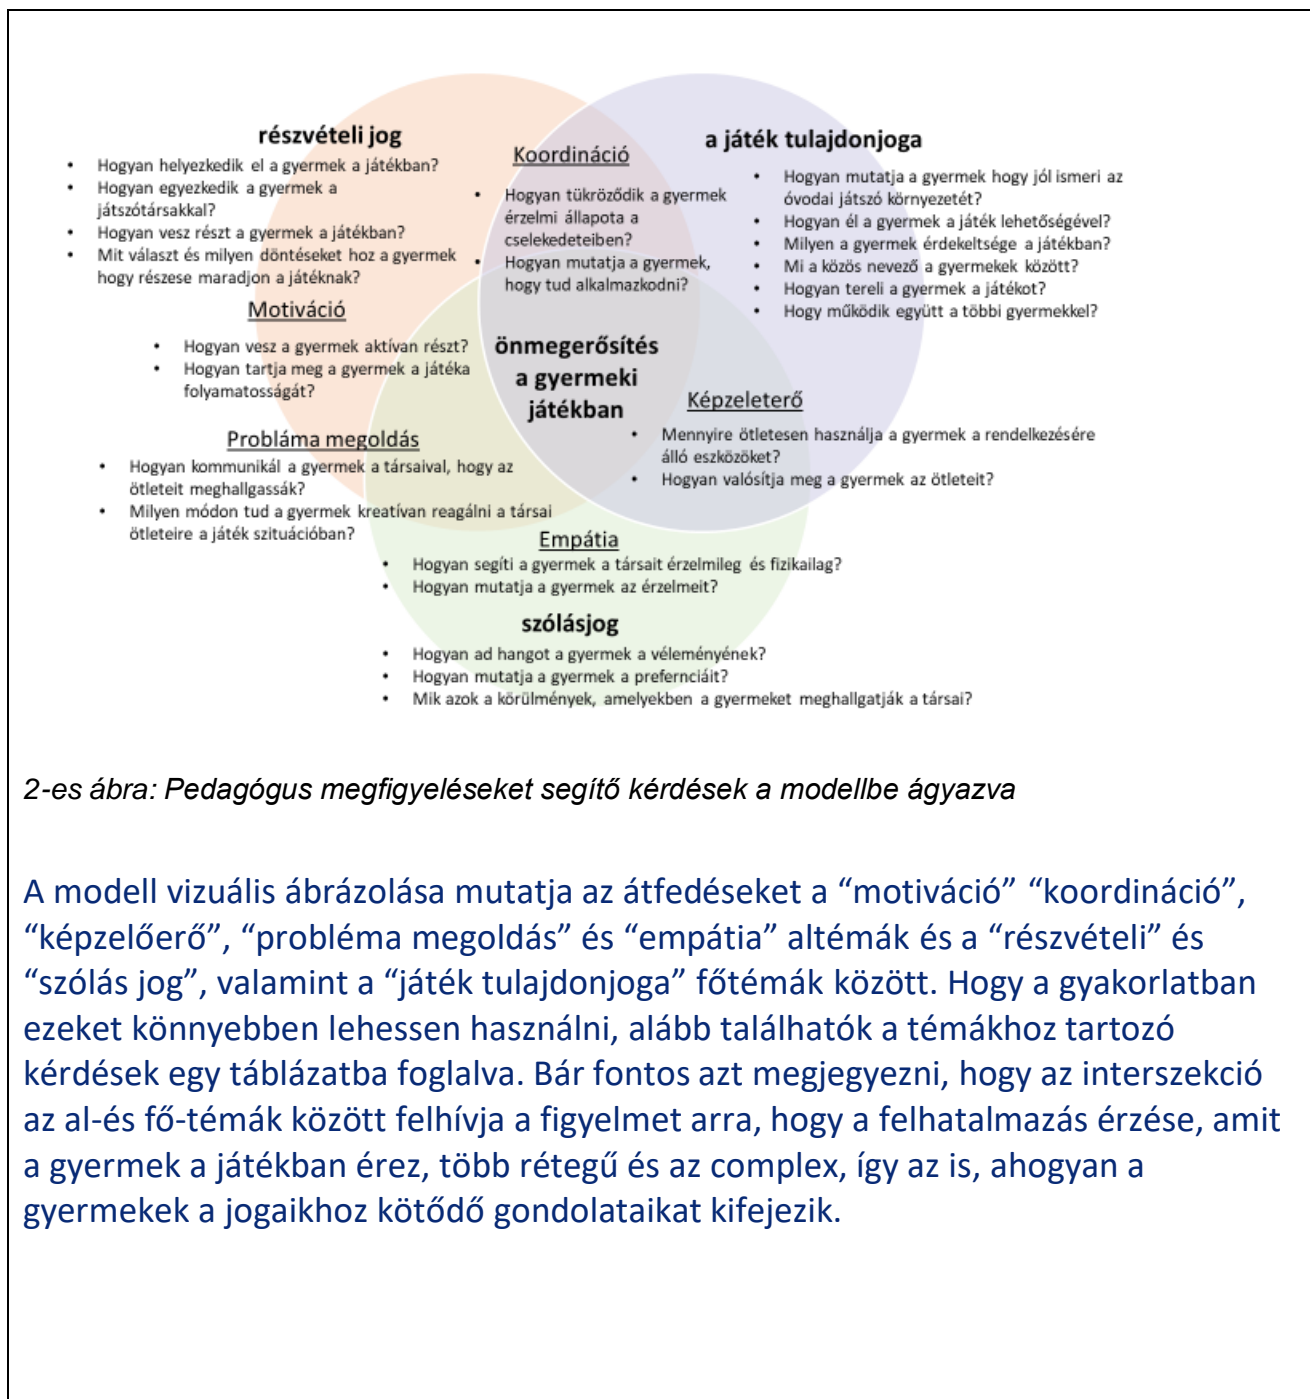 részvételi jog
• Hogyan helyezkedik el a gyermek a játékban?
• Hogyan egyezkedik a gyermek a
játszótársakkal?
• Hogyan vesz részt a gyermek a játékban?
• Mit választ és milyen döntéseket hoz a gyermek
hogy részese maradjon a játéknak?
Motiváció
• Hogyan vesz a gyermek aktívan részt?
• Hogyan tartja meg a gyermek a játéka
folyamatosságát?
Probléma megoldás
• Hogyan kommunikál a gyermek a társaival, hogy az
ötleteit meghallgassák?
• Milyen módon tud a gyermek kreatívan reagálni a társai
ötleteire a játék szituációban?
Koordináció
• Hogyan tükröződik a gyermek
érzelmi állapota a
cselekedeteiben?
• Hogyan mutatja a gyermek,
hogy tud alkalmazkodni?
önmegerősítés
a gyermeki
játékban
a játék tulajdonjoga
• Hogyan mutatja a gyermek hogy jól ismeri az
óvodai játszó környezetét?
• Hogyan él a gyermek a játék lehetőségével?
• Milyen a gyermek érdekeltsége a játékban?
• Mi a közös nevező a gyermekek között?
• Hogyan tereli a gyermek a játékot?
• Hogy működik együtt a többi gyermekkel?
Képzeleterő
• Mennyire ötletesen használja a gyermek a rendelkezésére
álló eszközöket?
• Hogyan valósítja meg a gyermek az ötleteit?
Empátia
• Hogyan segíti a gyermek a társait érzelmileg és fizikailag?
• Hogyan mutatja a gyermek az érzelmeit?
szólásjog
• Hogyan ad hangot a gyermek a véleményének?
• Hogyan mutatja a gyermek a prefernciáit?
• Mik azok a körülmények, amelyekben a gyermeket meghallgatják a társai?
2-es ábra: Pedagógus megfigyeléseket segítő kérdések a modellbe ágyazva
A modell vizuális ábrázolása mutatja az átfedéseket a “motiváció” “koordináció”,
“képzelőerő”, “probléma megoldás” és “empátia” altémák és a “részvételi” és
“szólás jog”, valamint a “játék tulajdonjoga” főtémák között. Hogy a gyakorlatban
ezeket könnyebben lehessen használni, alább találhatók a témákhoz tartozó
kérdések egy táblázatba foglalva. Bár fontos azt megjegyezni, hogy az interszekció
az al-és fő-témák között felhívja a figyelmet arra, hogy a felhatalmazás érzése, amit
a gyermek a játékban érez, több rétegű és az complex, így az is, ahogyan a
gyermekek a jogaikhoz kötődő gondolataikat kifejezik.